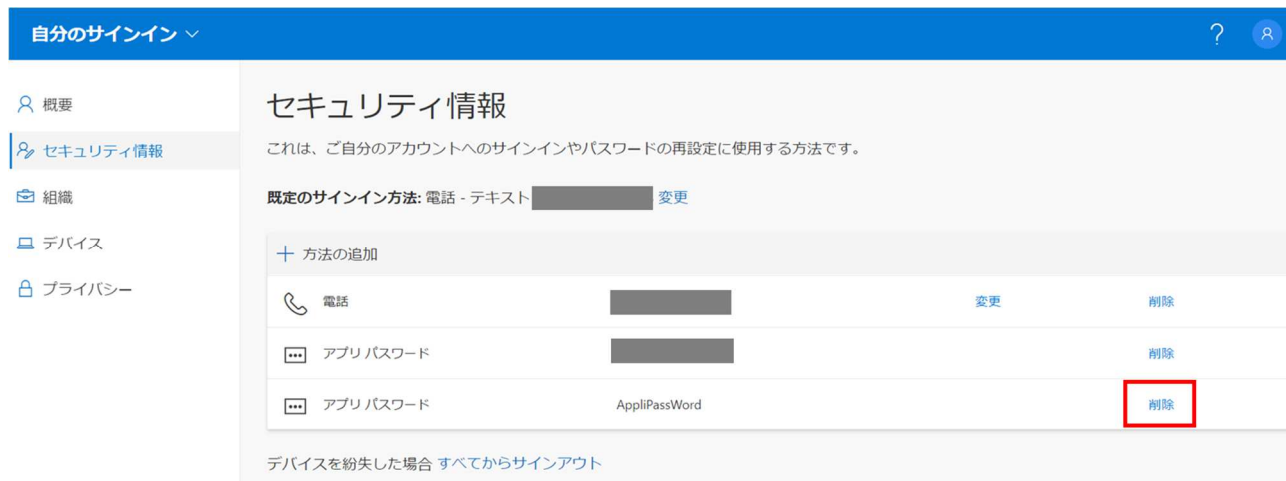 自分のサインイン
?
概要
セキュリティ情報
組織
デバイス
プライバシー
セキュリティ情報
これは、ご自分のアカウントへのサインインやパスワードの再設定に使用する方法です。
既定のサインイン方法: 電話 - テキスト 変更
+ 方法の追加
電話 変更 削除
アプリ パスワード 削除
アプリ パスワード AppliPassWord 削除
デバイスを紛失した場合 すべてからサインアウト